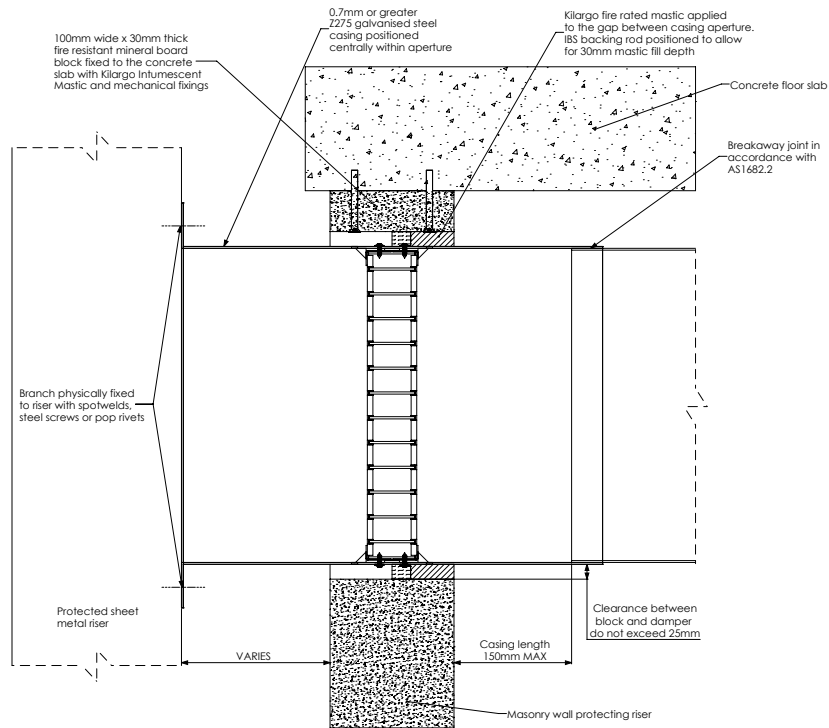 0.7mm or greater
Z275 galvanised steel
casing positioned
centrally within aperture
Kilargo fire rated mastic applied
to the gap between casing aperture.
IBS backing rod positioned to allow
for 30mm mastic fill depth
100mm wide x 30mm thick
fire resistant mineral board
block fixed to the concrete
slab with Kilargo Intumescent
Mastic and mechanical fixings
Concrete floor slab
Breakaway joint in
accordance with
AS1682.2
Branch physically fixed
to riser with spotwelds,
steel screws or pop rivets
Protected sheet
metal riser
Clearance between
block and damper
do not exceed 25mm
VARIES
Casing length
150mm MAX
Masonry wall protecting riser